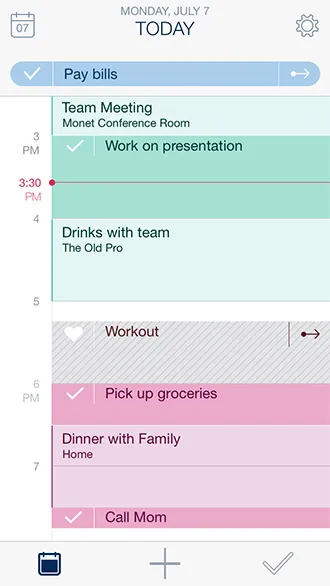 MONDAY, JULY 7
07
TODAY
Pay bills
Team Meeting
Monet Conference Room
3
PM
Work on presentation
3:30
PM
4
Drinks with team
The Old Pro
5
Workout
6
PM
Pick up groceries
Dinner with Family
Home
7
Call Mom